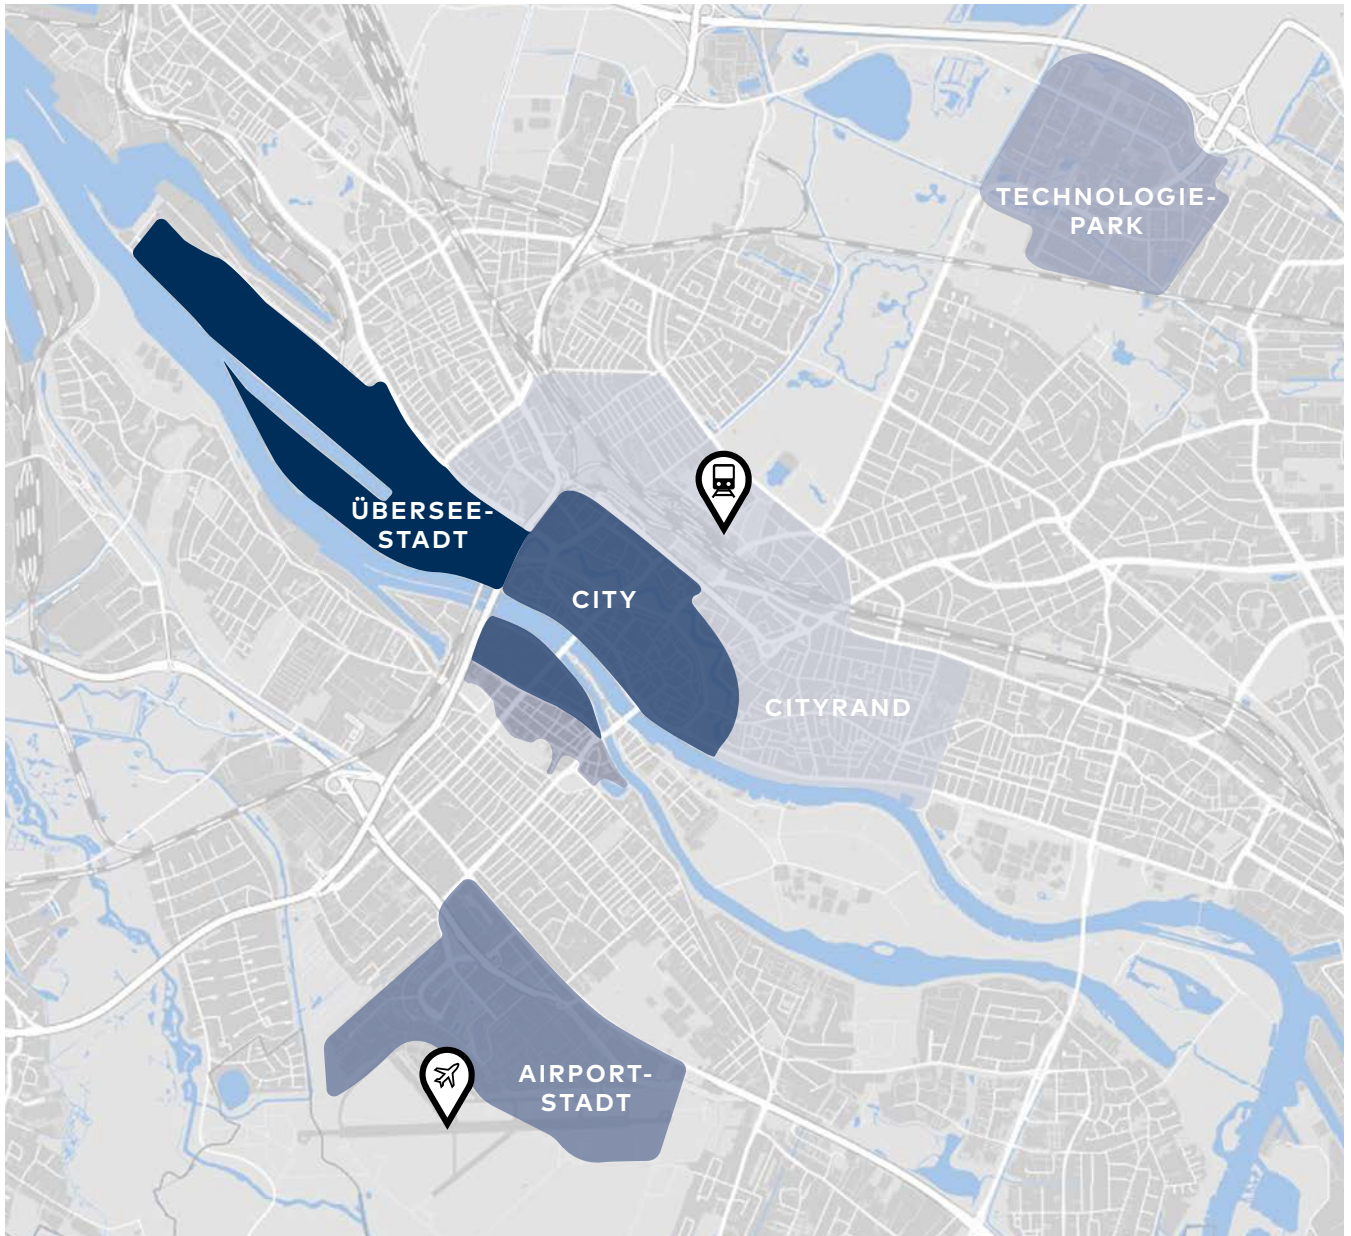 TECHNOLOGIE-
PARK
ÜBERSEE-
STADT
CITY
CITYRAND
AIRPORT-
STADT